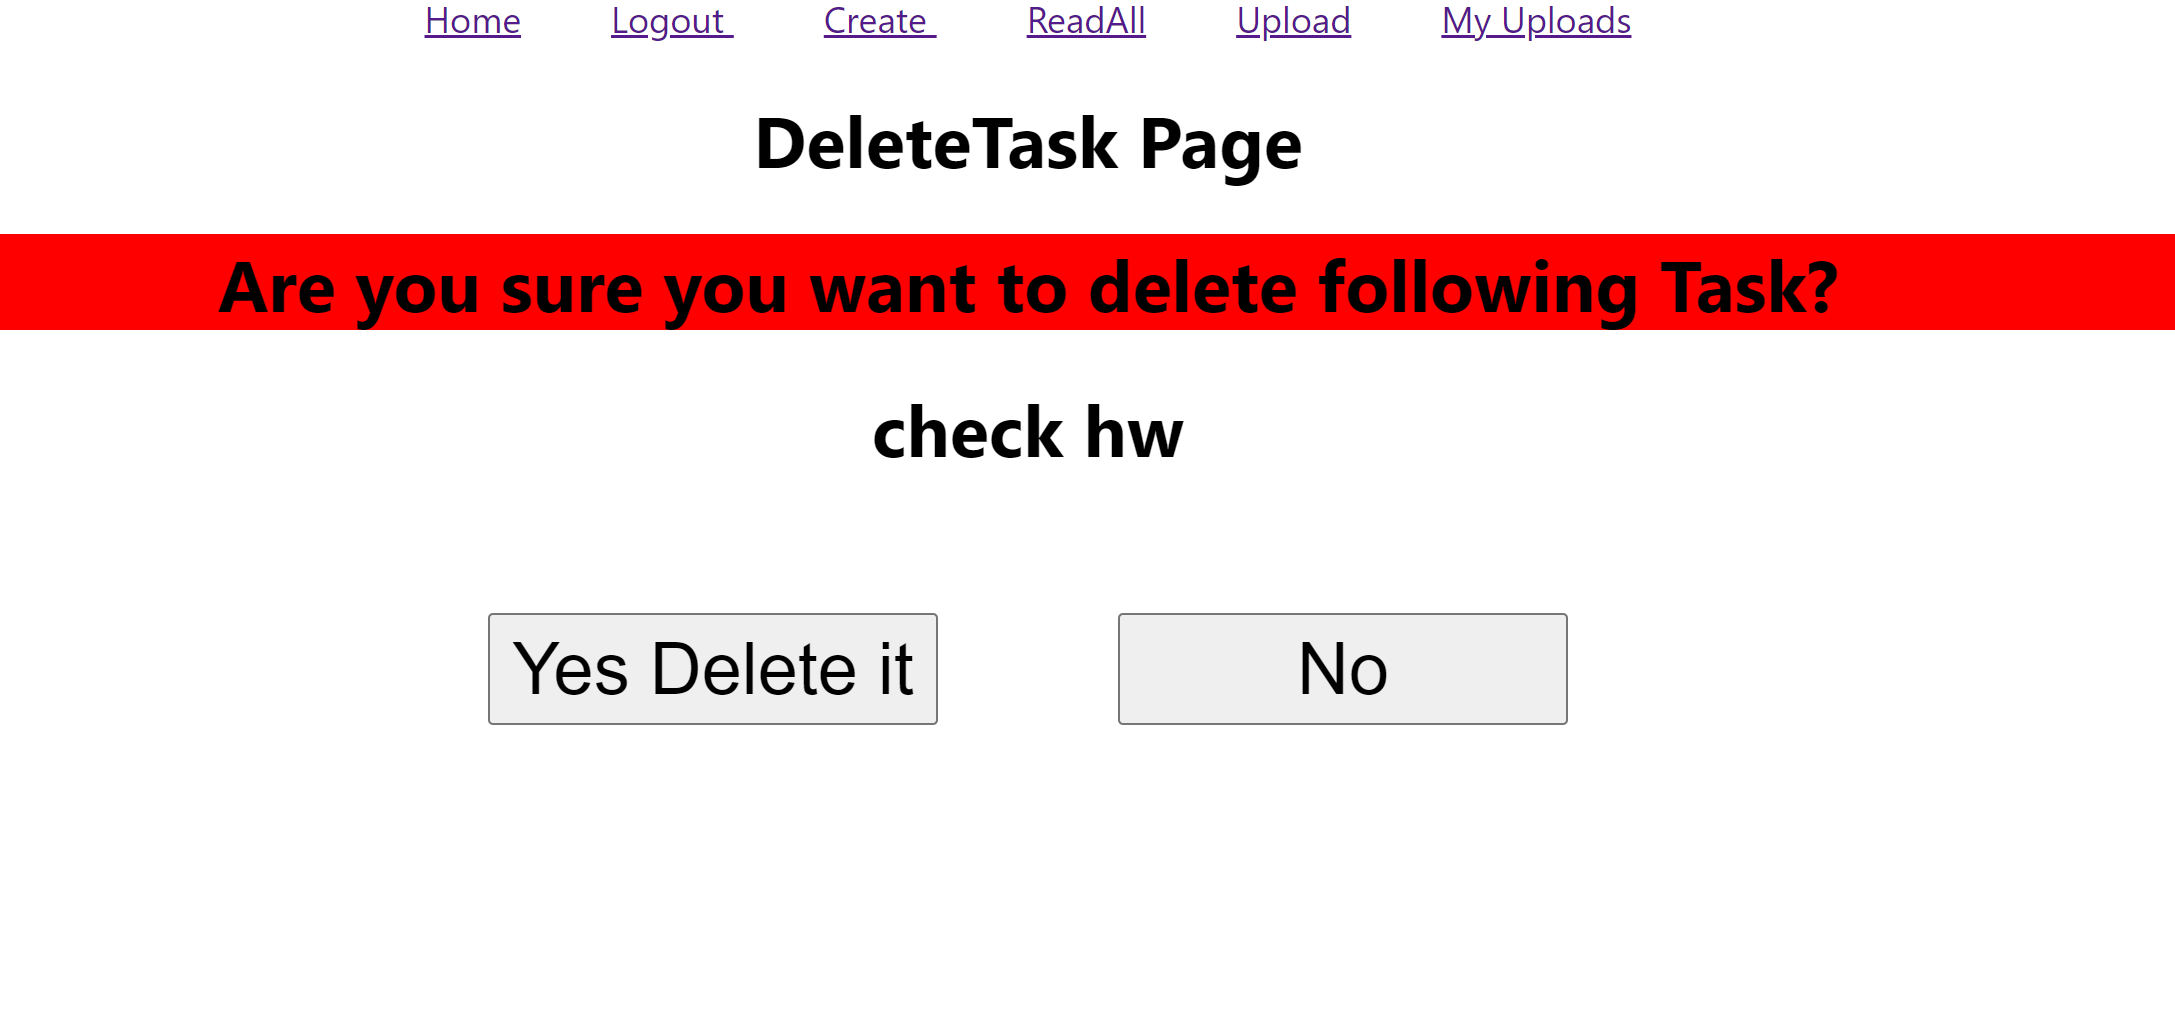 Home Logout Create ReadAll Upload My Uploads
DeleteTask Page
Are you sure you want to delete following Task?
check hw
Yes Delete it No